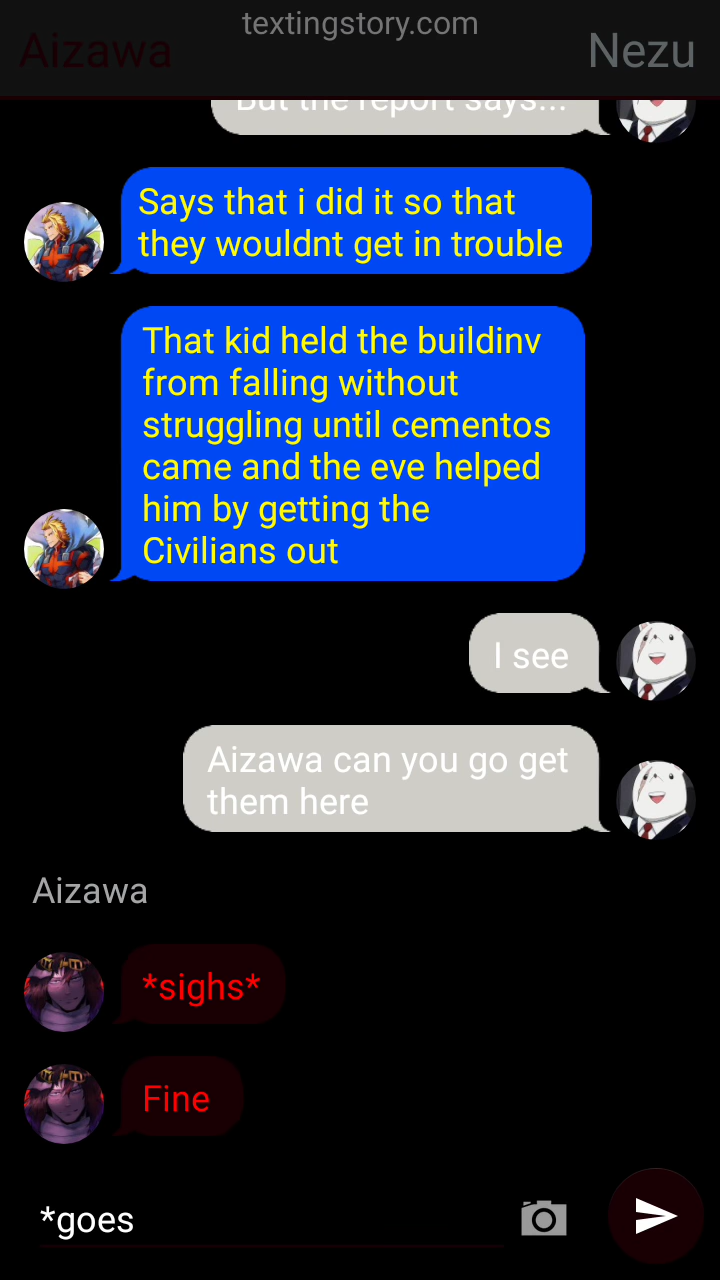 textingstory.com
Aizawa
Nezu
But the report says...
Says that i did it so that
they wouldnt get in trouble
That kid held the buildinv
from falling without
struggling until cementos
came and the eve helped
him by getting the
Civilians out
I see
Aizawa can you go get
them here
Aizawa
*sighs*
Fine
*goes